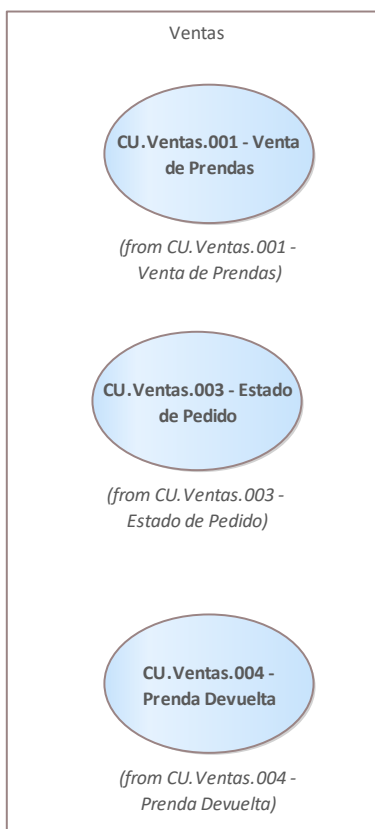 Ventas
CU.Ventas.001 - Venta
de Prendas
(from CU.Ventas.001 -
Venta de Prendas)
CU.Ventas.003 - Estado
de Pedido
(from CU.Ventas.003 -
Estado de Pedido)
CU.Ventas.004 -
Prenda Devuelta
(from CU.Ventas.004 -
Prenda Devuelta)